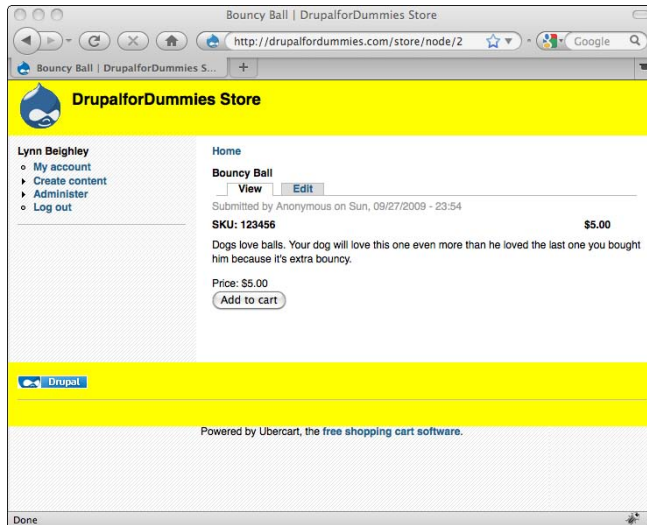 Bouncy Ball | DrupalforDummies Store
http://drupalfordummies.com/store/node/2
Google
Bouncy Ball | DrupalforDummies S...
DrupalforDummies Store
Lynn Beighley
My account
Create content
Administer
Log out
Home
Bouncy Ball
View Edit
Submitted by Anonymous on Sun, 09/27/2009 - 23:54
SKU: 123456 $5.00
Dogs love balls. Your dog will love this one even more than he loved the last one you bought
him because it's extra bouncy.
Price: $5.00
Add to cart
Drupal
Powered by Ubercart, the free shopping cart software.
Done